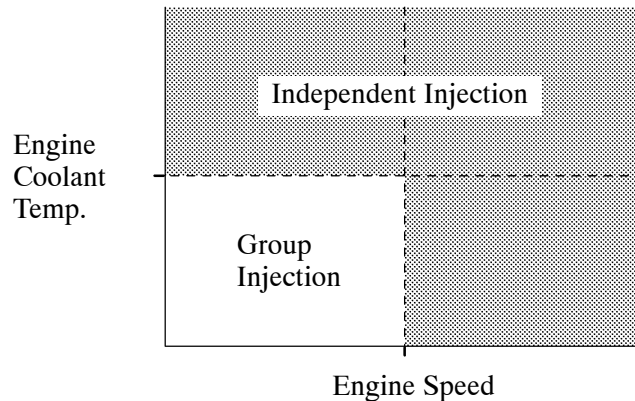 Independent Injection
Engine
Coolant
Temp.
Group
Injection
Engine Speed